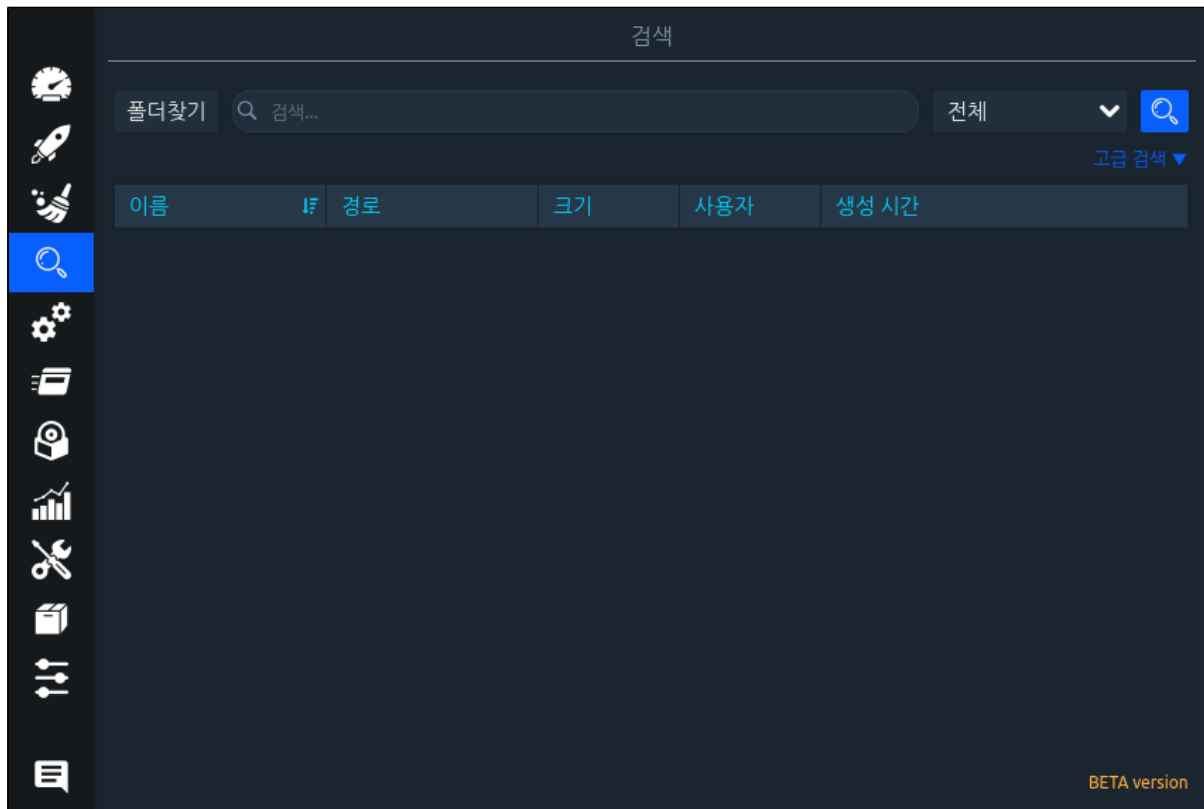 검색
폴더찾기 검색... 전체
고급 검색 ▼
이름 경로 크기 사용자 생성 시간
BETA version